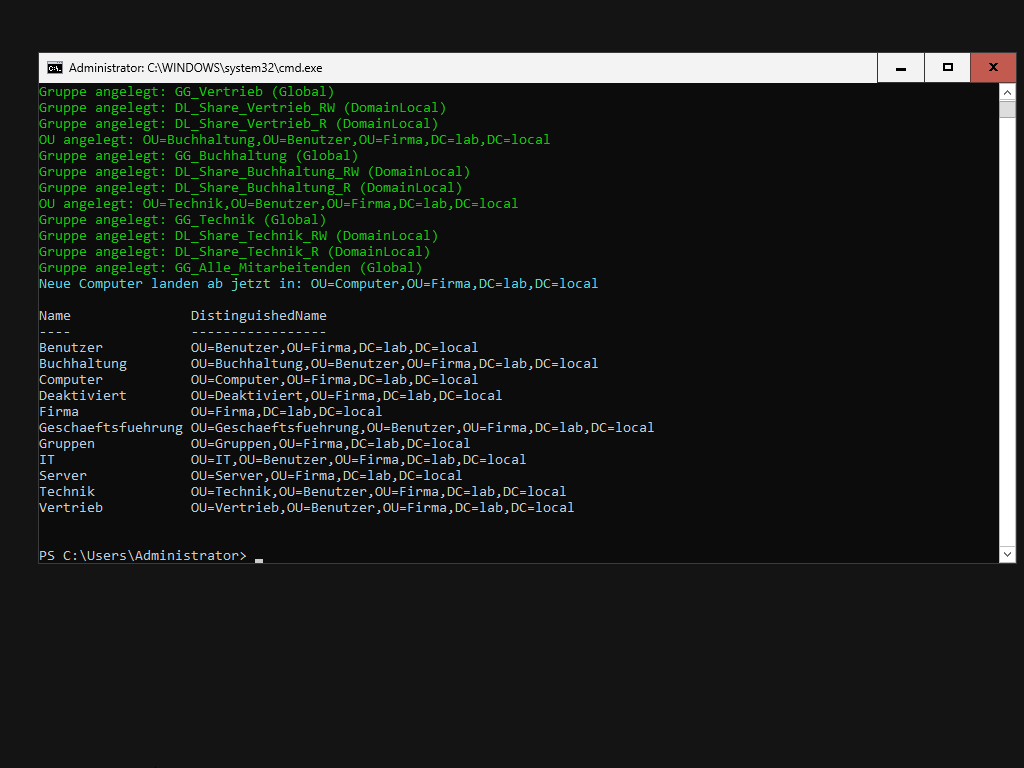 Administrator: C:\WINDOWS\system32\cmd.exe
Gruppe angelegt: GG_Vertrieb (Global)
Gruppe angelegt: DL_Share_Vertrieb_RW (DomainLocal)
Gruppe angelegt: DL_Share_Vertrieb_R (DomainLocal)
OU angelegt: OU=Buchhaltung,OU=Benutzer,OU=Firma,DC=lab,DC=local
Gruppe angelegt: GG_Buchhaltung (Global)
Gruppe angelegt: DL_Share_Buchhaltung_RW (DomainLocal)
Gruppe angelegt: DL_Share_Buchhaltung_R (DomainLocal)
OU angelegt: OU=Technik,OU=Benutzer,OU=Firma,DC=lab,DC=local
Gruppe angelegt: GG_Technik (Global)
Gruppe angelegt: DL_Share_Technik_RW (DomainLocal)
Gruppe angelegt: DL_Share_Technik_R (DomainLocal)
Gruppe angelegt: GG_Alle_Mitarbeitenden (Global)
Neue Computer landen ab jetzt in: OU=Computer,OU=Firma,DC=lab,DC=local
Name               DistinguishedName
----               -----------------
Benutzer           OU=Benutzer,OU=Firma,DC=lab,DC=local
Buchhaltung        OU=Buchhaltung,OU=Benutzer,OU=Firma,DC=lab,DC=local
Computer           OU=Computer,OU=Firma,DC=lab,DC=local
Deaktiviert        OU=Deaktiviert,OU=Firma,DC=lab,DC=local
Firma              OU=Firma,DC=lab,DC=local
Geschaeftsfuehrung OU=Geschaeftsfuehrung,OU=Benutzer,OU=Firma,DC=lab,DC=local
Gruppen            OU=Gruppen,OU=Firma,DC=lab,DC=local
IT                 OU=IT,OU=Benutzer,OU=Firma,DC=lab,DC=local
Server             OU=Server,OU=Firma,DC=lab,DC=local
Technik            OU=Technik,OU=Benutzer,OU=Firma,DC=lab,DC=local
Vertrieb           OU=Vertrieb,OU=Benutzer,OU=Firma,DC=lab,DC=local
PS C:\Users\Administrator> _